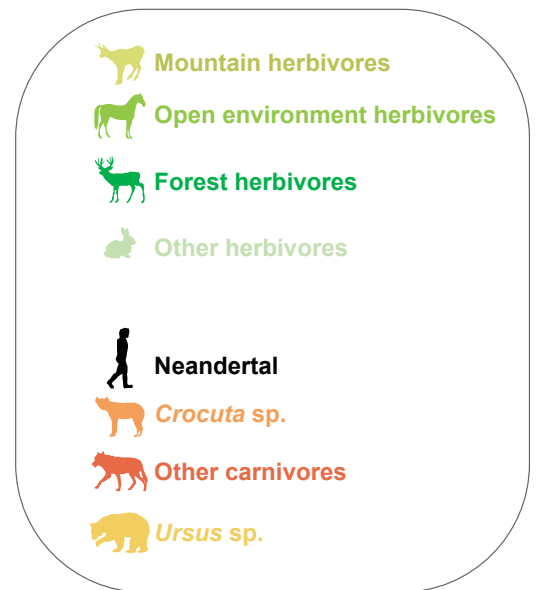 Mountain herbivores
Open environment herbivores
Forest herbivores
Other herbivores
Neandertal
Crocuta sp.
Other carnivores
Ursus sp.